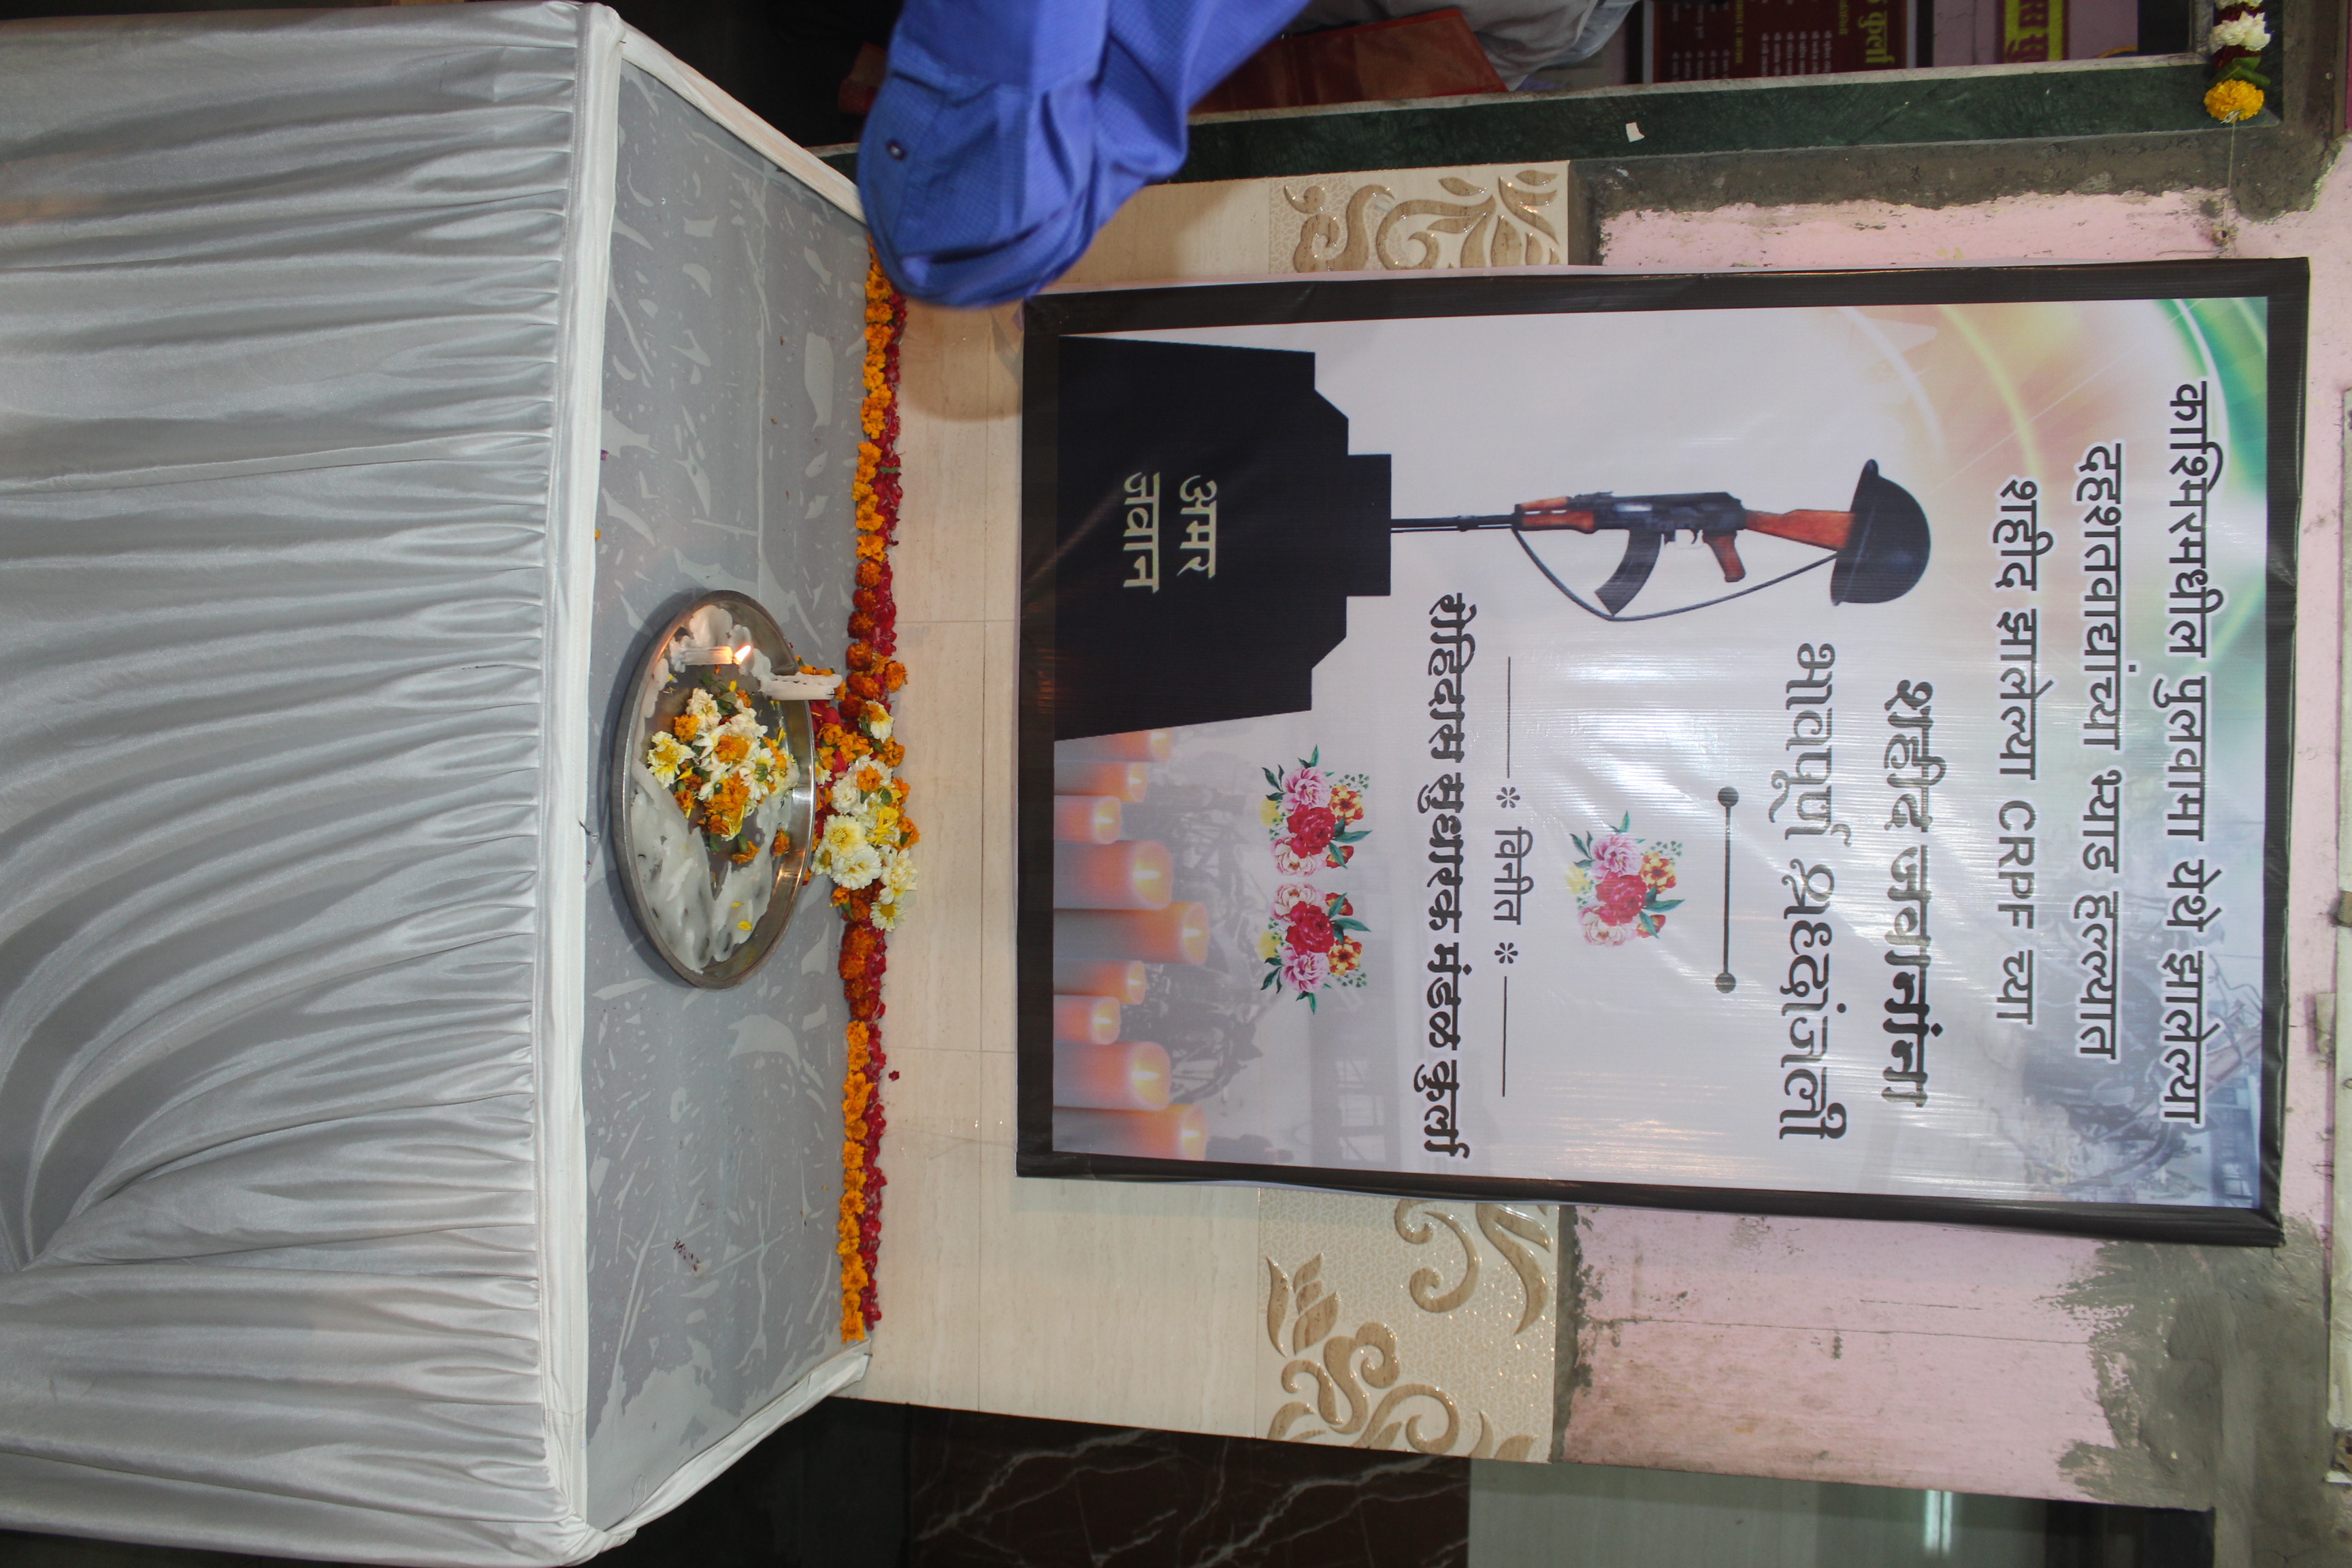 काश्मिरमधील पुलवामा येथे झालेल्या
दहशतवाद्यांच्या भ्याड हल्ल्यात
शहीद झालेल्या CRPF च्या
शहीद जवानांना
भावपूर्ण श्रध्दांजली
विनीत
रोहिदास सुधारक मंडळ कुर्ला
अमर
जवान
कुर्ला